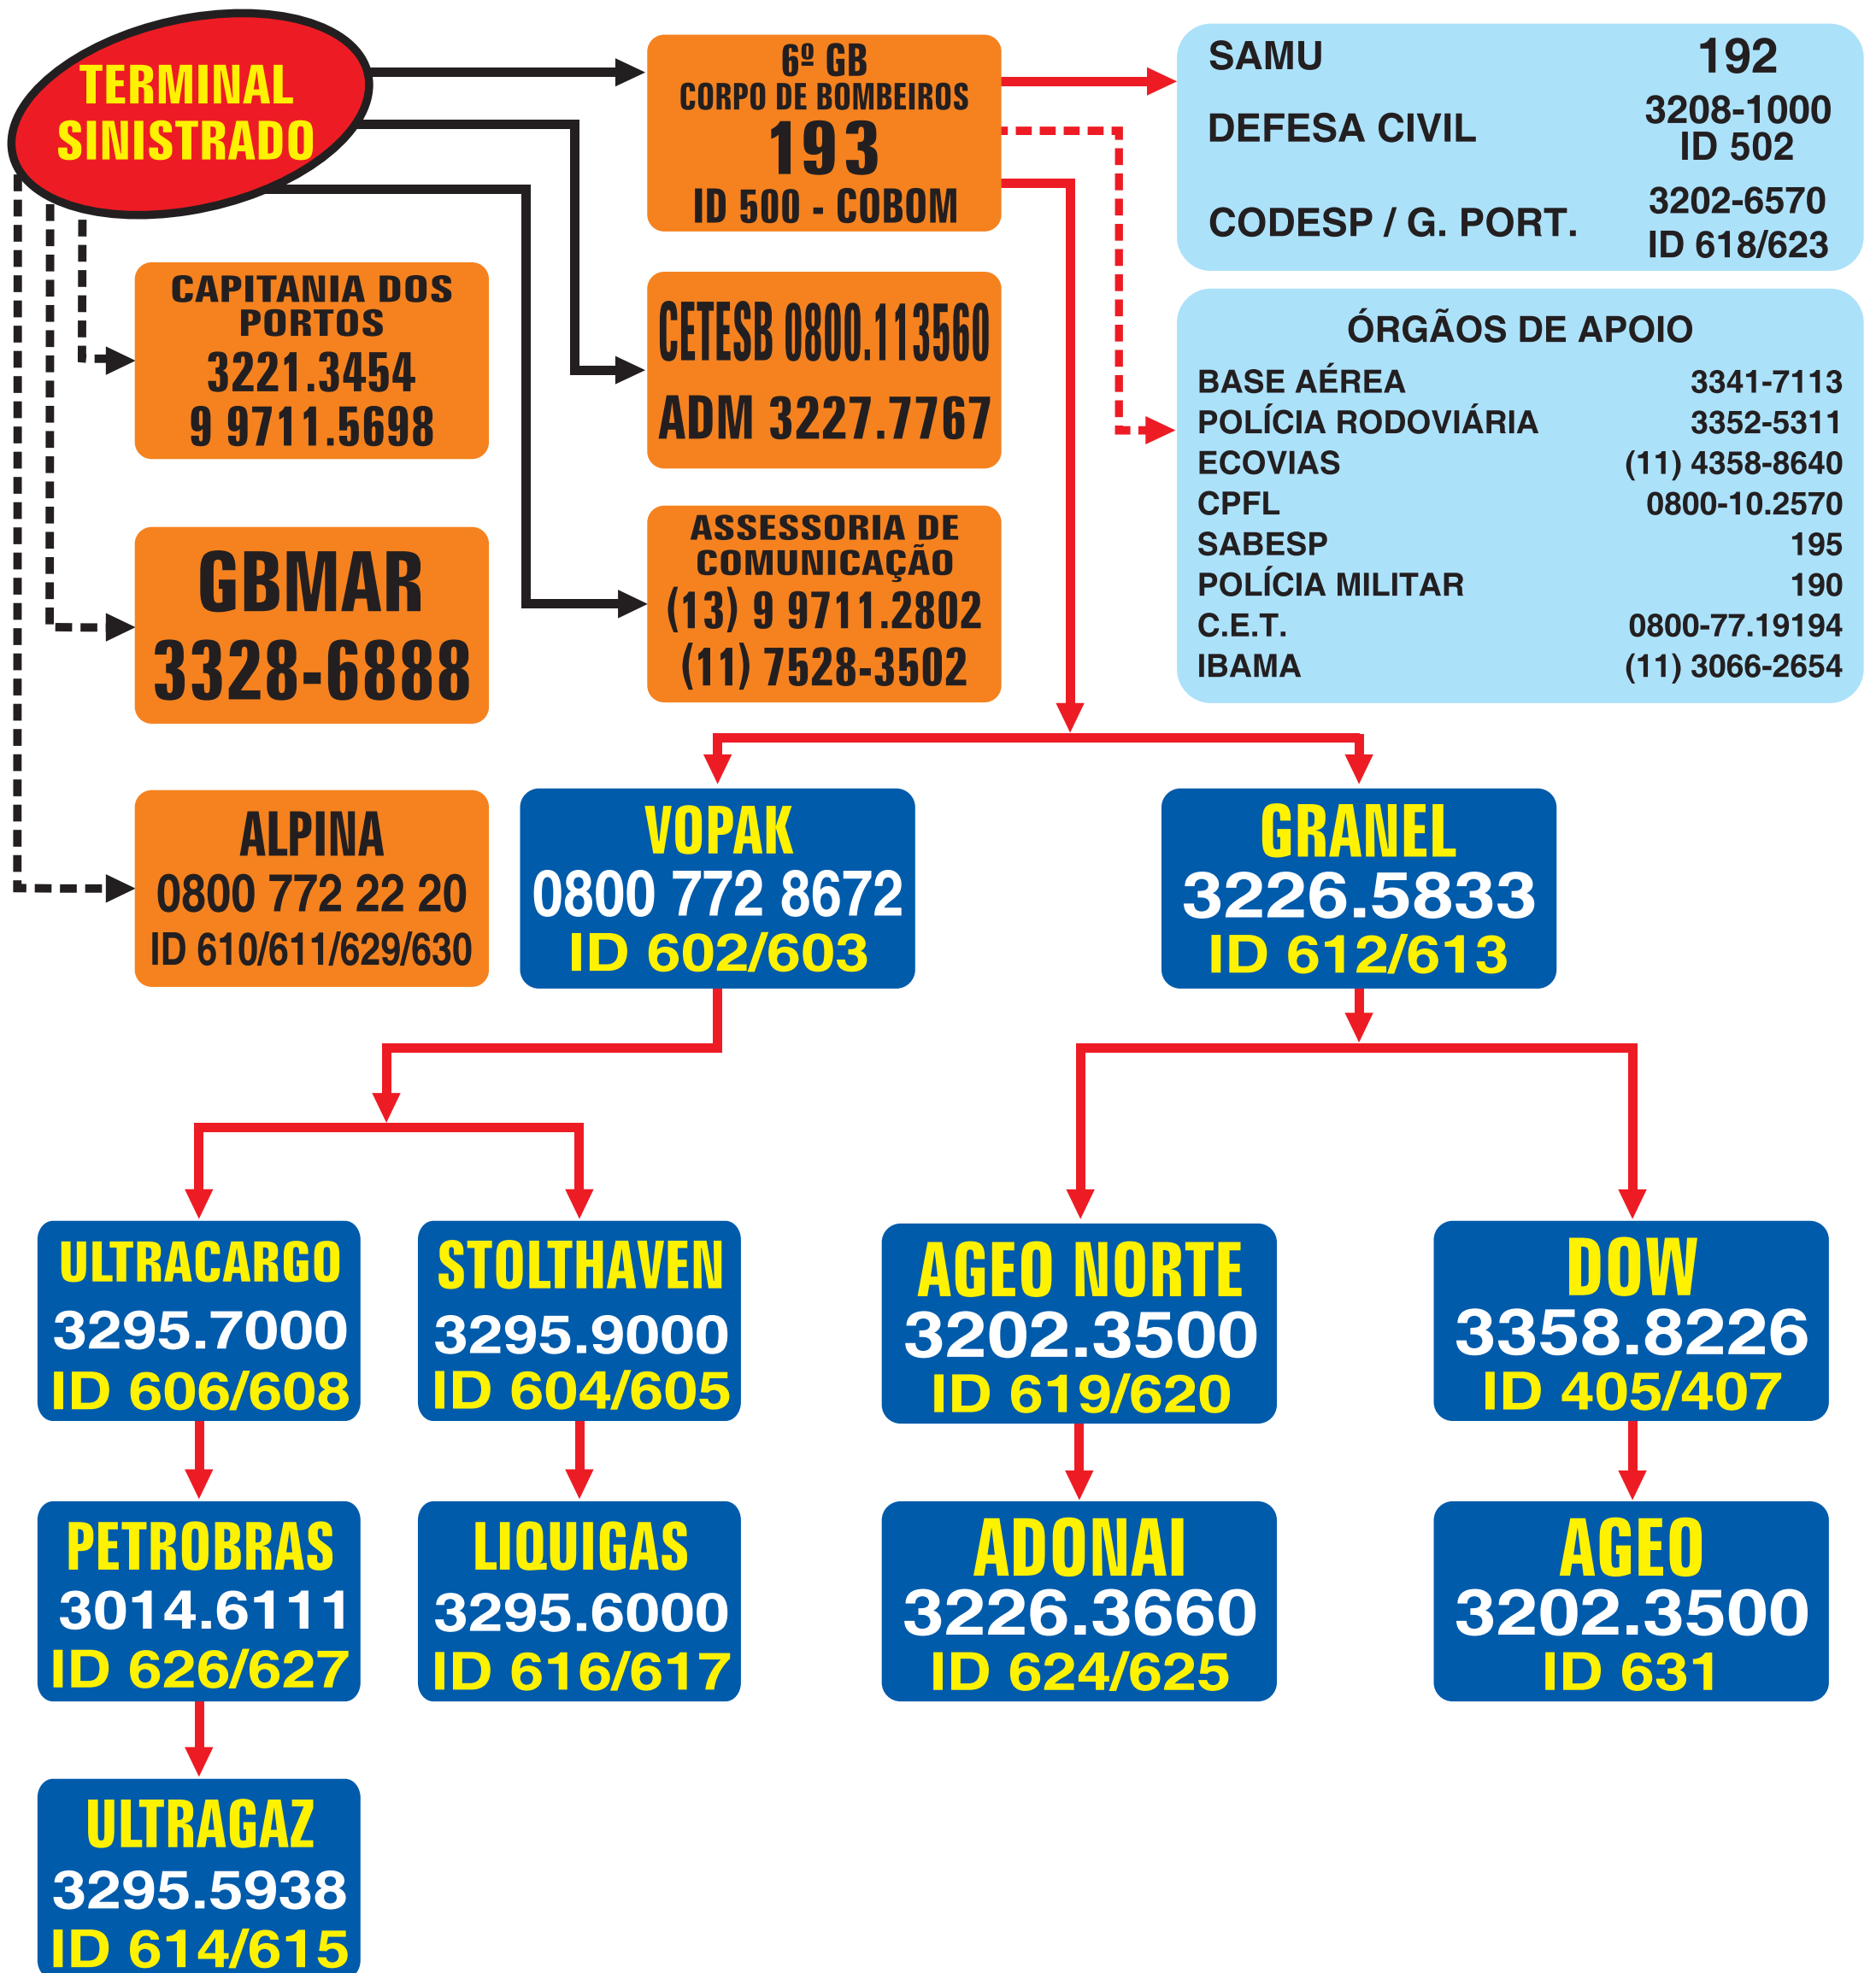 TERMINAL
SINISTRADO
6º GB
CORPO DE BOMBEIROS
193
ID 500 - COBOM
SAMU 192
DEFESA CIVIL 3208-1000
ID 502
CODESP / G. PORT. 3202-6570
ID 618/623
CAPITANIA DOS
PORTOS
3221.3454
9 9711.5698
CETESB 0800.113560
ADM 3227.7767
ÓRGÃOS DE APOIO
BASE AÉREA 3341-7113
POLÍCIA RODOVIÁRIA 3352-5311
ECOVIAS (11) 4358-8640
CPFL 0800-10.2570
SABESP 195
POLÍCIA MILITAR 190
C.E.T. 0800-77.19194
IBAMA (11) 3066-2654
GBMAR
3328-6888
ASSESSORIA DE
COMUNICAÇÃO
(13) 9 9711.2802
(11) 7528-3502
ALPINA
0800 772 22 20
ID 610/611/629/630
VOPAK
0800 772 8672
ID 602/603
GRANEL
3226.5833
ID 612/613
ULTRACARGO
3295.7000
ID 606/608
STOLTHAVEN
3295.9000
ID 604/605
AGEO NORTE
3202.3500
ID 619/620
DOW
3358.8226
ID 405/407
PETROBRAS
3014.6111
ID 626/627
LIQUIGAS
3295.6000
ID 616/617
ADONAI
3226.3660
ID 624/625
AGEO
3202.3500
ID 631
ULTRAGAZ
3295.5938
ID 614/615